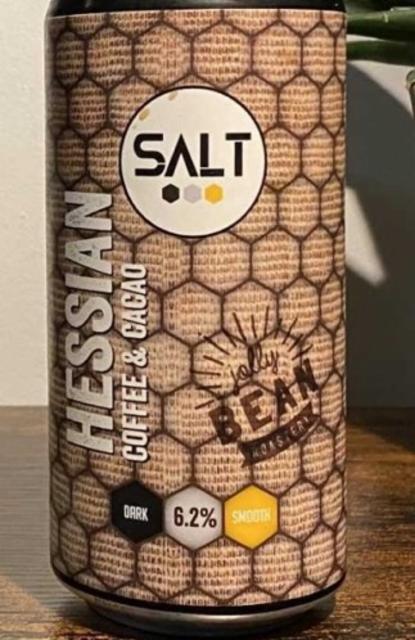 SALT
HESSIAN
COFFEE & CACAO
jolly
BEAN
ROASTERY
DARK
6.2%
SMOOTH